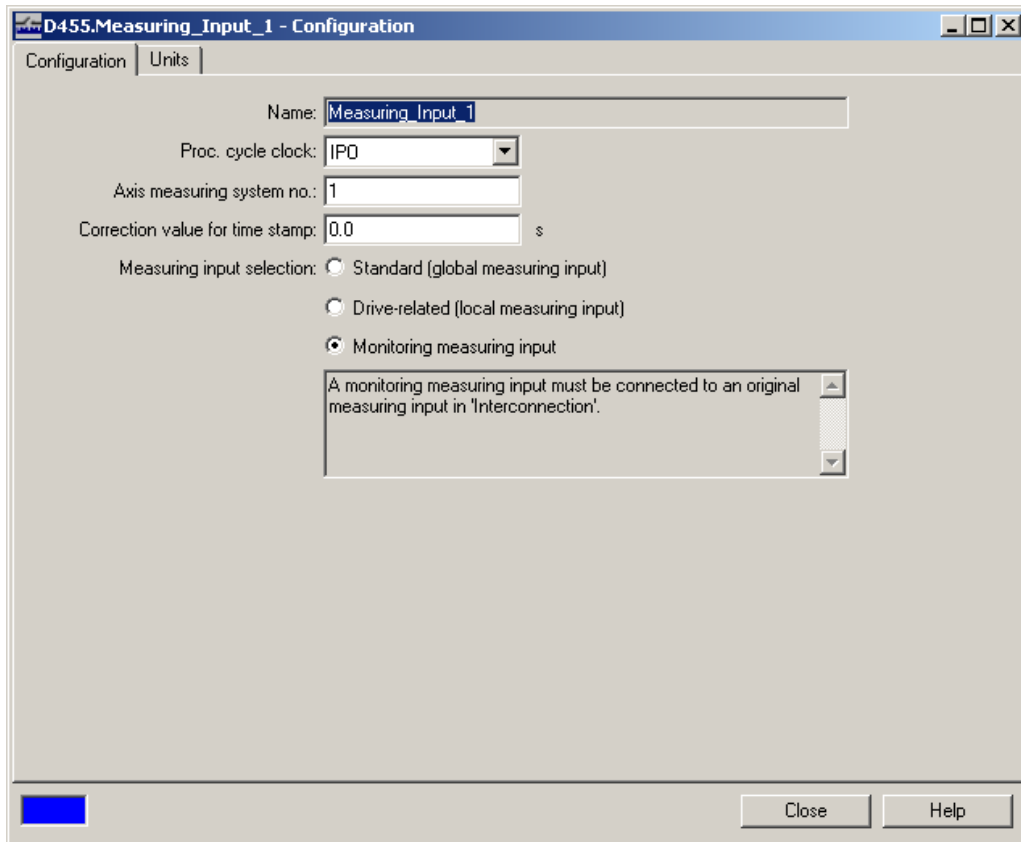 D455.Measuring_Input_1 - Configuration
Configuration Units
Name: Measuring_Input_1
Proc. cycle clock: IPO
Axis measuring system no.: 1
Correction value for time stamp: 0.0 s
Measuring input selection: Standard (global measuring input)
Drive-related (local measuring input)
Monitoring measuring input
A monitoring measuring input must be connected to an original
measuring input in 'Interconnection'.
Close Help